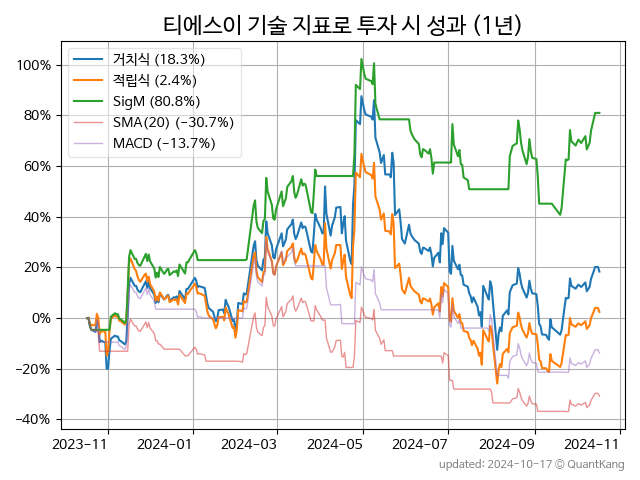 티에스이 기술 지표로 투자 시 성과 (1년)
거치식 (18.3%)
적립식 (2.4%)
SigM (80.8%)
SMA(20) (−30.7%)
MACD (−13.7%)
100%
80%
60%
40%
20%
0%
−20%
−40%
2023-11
2024-01
2024-03
2024-05
2024-07
2024-09
2024-11
updated: 2024-10-17 © QuantKang